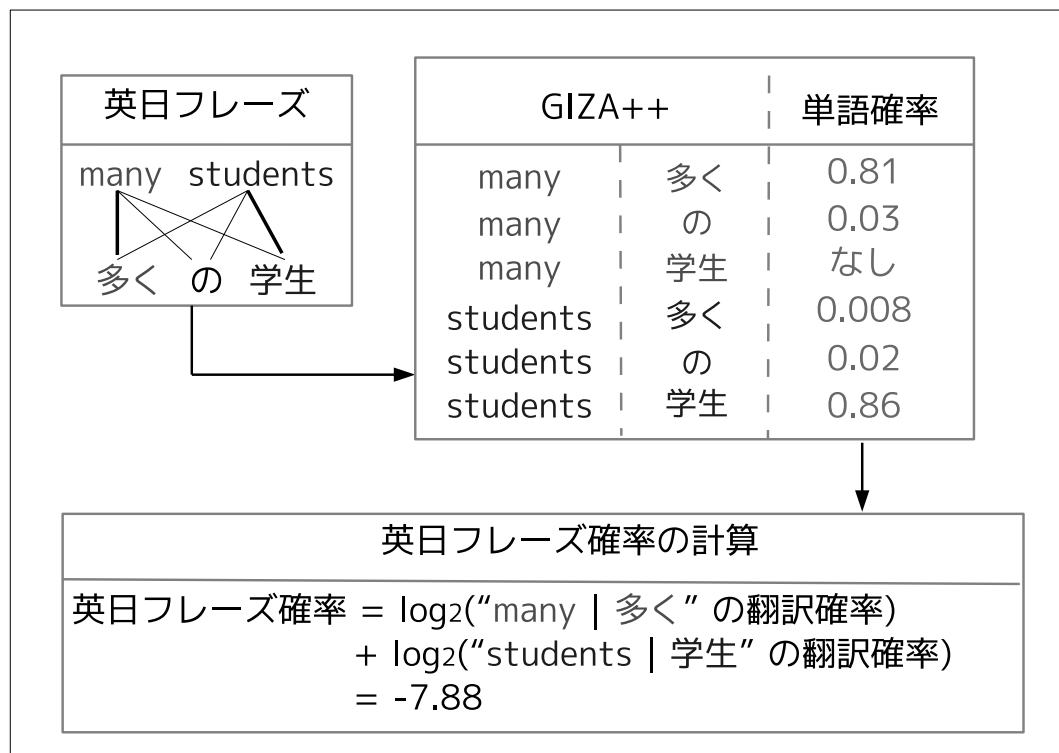 英日フレーズ
many students
多く の 学生
GIZA++ 単語確率
many 多く 0.81
many の 0.03
many 学生 なし
students 多く 0.008
students の 0.02
students 学生 0.86
英日フレーズ確率の計算
英日フレーズ確率 = log2(“many | 多く” の翻訳確率)
+ log2(“students | 学生” の翻訳確率)
= -7.88